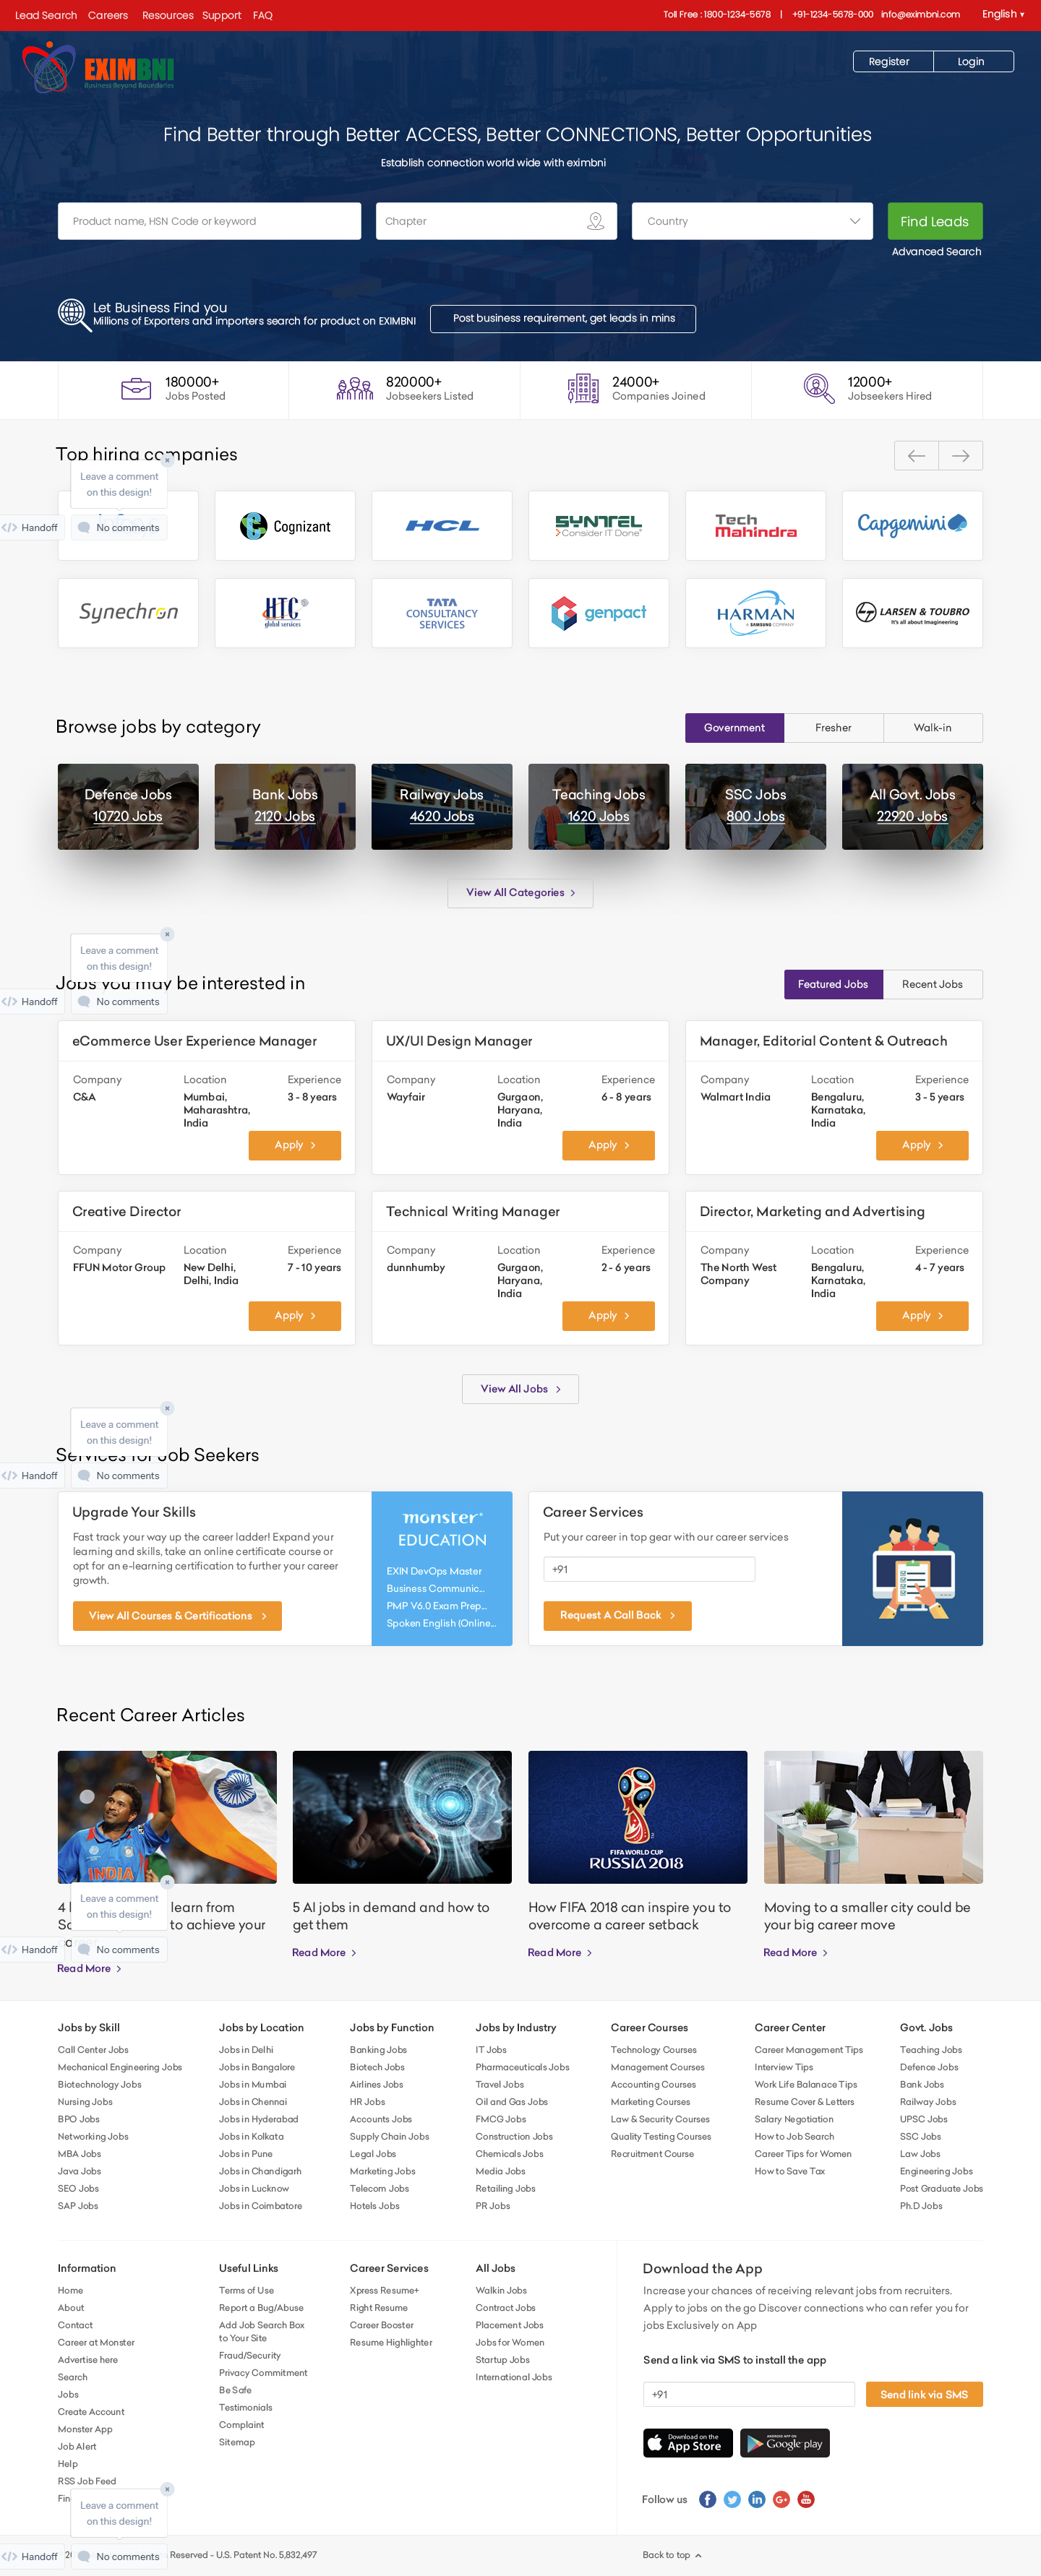 Lead Search Careers Resources Support FAQ
Toll Free : 1800-1234-5678 | +91-1234-5678-000 info@eximbni.com English ▾
EXIMBNI
Business Beyond Boundaries
Register Login
Find Better through Better ACCESS, Better CONNECTIONS, Better Opportunities
Establish connection world wide with eximbni
Product name, HSN Code or keyword
Chapter
Country
Find Leads
Advanced Search
Let Business Find you
Millions of Exporters and importers search for product on EXIMBNI
Post business requirement, get leads in mins
180000+
Jobs Posted
820000+
Jobseekers Listed
24000+
Companies Joined
12000+
Jobseekers Hired
Top hiring companies
Leave a comment
on this design!
Handoff
No comments
Cognizant
HCL
SYNTEL
Consider IT Done
Tech
Mahindra
Capgemini
Synechron
HTC
global services
TATA
CONSULTANCY
SERVICES
genpact
HARMAN
A SAMSUNG COMPANY
LARSEN & TOUBRO
It's all about Imagineering
Browse jobs by category
Government Fresher Walk-in
Defence Jobs
10720 Jobs
Bank Jobs
2120 Jobs
Railway Jobs
4620 Jobs
Teaching Jobs
1620 Jobs
SSC Jobs
800 Jobs
All Govt. Jobs
22920 Jobs
View All Categories
Leave a comment
on this design!
Jobs you may be interested in
Handoff
No comments
Featured Jobs Recent Jobs
eCommerce User Experience Manager
Company Location Experience
C&A
Mumbai,
Maharashtra,
India
3 - 8 years
Apply
UX/UI Design Manager
Company Location Experience
Wayfair
Gurgaon,
Haryana,
India
6 - 8 years
Apply
Manager, Editorial Content & Outreach
Company Location Experience
Walmart India
Bengaluru,
Karnataka,
India
3 - 5 years
Apply
Creative Director
Company Location Experience
FFUN Motor Group
New Delhi,
Delhi, India
7 - 10 years
Apply
Technical Writing Manager
Company Location Experience
dunnhumby
Gurgaon,
Haryana,
India
2 - 6 years
Apply
Director, Marketing and Advertising
Company Location Experience
The North West
Company
Bengaluru,
Karnataka,
India
4 - 7 years
Apply
View All Jobs
Leave a comment
on this design!
Services for Job Seekers
Handoff
No comments
Upgrade Your Skills
Fast track your way up the career ladder! Expand your
learning and skills, take an online certificate course or
opt for an e-learning certification to further your career
growth.
View All Courses & Certifications
monster
EDUCATION
EXIN DevOps Master
Business Communic...
PMP V6.0 Exam Prep...
Spoken English (Online...
Career Services
Put your career in top gear with our career services
+91
Request A Call Back
Recent Career Articles
INDIA
FIFA WORLD CUP
RUSSIA 2018
Leave a comment
on this design!
Handoff
No comments
4 learn from
to achieve your
Read More
5 AI jobs in demand and how to
get them
Read More
How FIFA 2018 can inspire you to
overcome a career setback
Read More
Moving to a smaller city could be
your big career move
Read More
Jobs by Skill
Call Center Jobs
Mechanical Engineering Jobs
Biotechnology Jobs
Nursing Jobs
BPO Jobs
Networking Jobs
MBA Jobs
Java Jobs
SEO Jobs
SAP Jobs
Jobs by Location
Jobs in Delhi
Jobs in Bangalore
Jobs in Mumbai
Jobs in Chennai
Jobs in Hyderabad
Jobs in Kolkata
Jobs in Pune
Jobs in Chandigarh
Jobs in Lucknow
Jobs in Coimbatore
Jobs by Function
Banking Jobs
Biotech Jobs
Airlines Jobs
HR Jobs
Accounts Jobs
Supply Chain Jobs
Legal Jobs
Marketing Jobs
Telecom Jobs
Hotels Jobs
Jobs by Industry
IT Jobs
Pharmaceuticals Jobs
Travel Jobs
Oil and Gas Jobs
FMCG Jobs
Construction Jobs
Chemicals Jobs
Media Jobs
Retailing Jobs
PR Jobs
Career Courses
Technology Courses
Management Courses
Accounting Courses
Marketing Courses
Law & Security Courses
Quality Testing Courses
Recruitment Course
Career Center
Career Management Tips
Interview Tips
Work Life Balanace Tips
Resume Cover & Letters
Salary Negotiation
How to Job Search
Career Tips for Women
How to Save Tax
Govt. Jobs
Teaching Jobs
Defence Jobs
Bank Jobs
Railway Jobs
UPSC Jobs
SSC Jobs
Law Jobs
Engineering Jobs
Post Graduate Jobs
Ph.D Jobs
Information
Home
About
Contact
Career at Monster
Advertise here
Search
Jobs
Create Account
Monster App
Job Alert
Help
RSS Job Feed
Useful Links
Terms of Use
Report a Bug/Abuse
Add Job Search Box
to Your Site
Fraud/Security
Privacy Commitment
Be Safe
Testimonials
Complaint
Sitemap
Career Services
Xpress Resume+
Right Resume
Career Booster
Resume Highlighter
All Jobs
Walkin Jobs
Contract Jobs
Placement Jobs
Jobs for Women
Startup Jobs
International Jobs
Download the App
Increase your chances of receiving relevant jobs from recruiters.
Apply to jobs on the go Discover connections who can refer you for
jobs Exclusively on App
Send a link via SMS to install the app
+91
Send link via SMS
Download on the
App Store
ANDROID APP ON
Google play
Follow us
Leave a comment
on this design!
Handoff
No comments
Reserved - U.S. Patent No. 5,832,497
Back to top